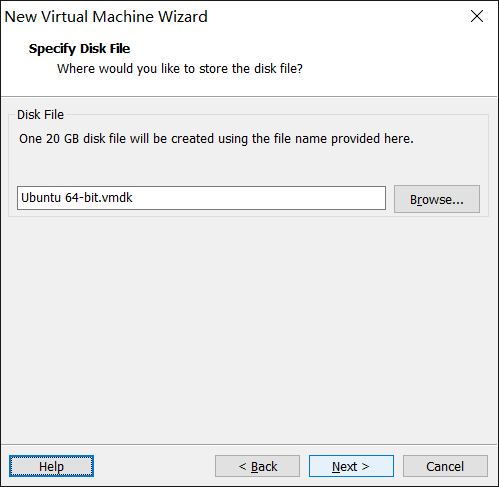 New Virtual Machine Wizard
Specify Disk File
Where would you like to store the disk file?
Disk File
One 20 GB disk file will be created using the file name provided here.
Ubuntu 64-bit.vmdk
Browse...
Help
< Back
Next >
Cancel